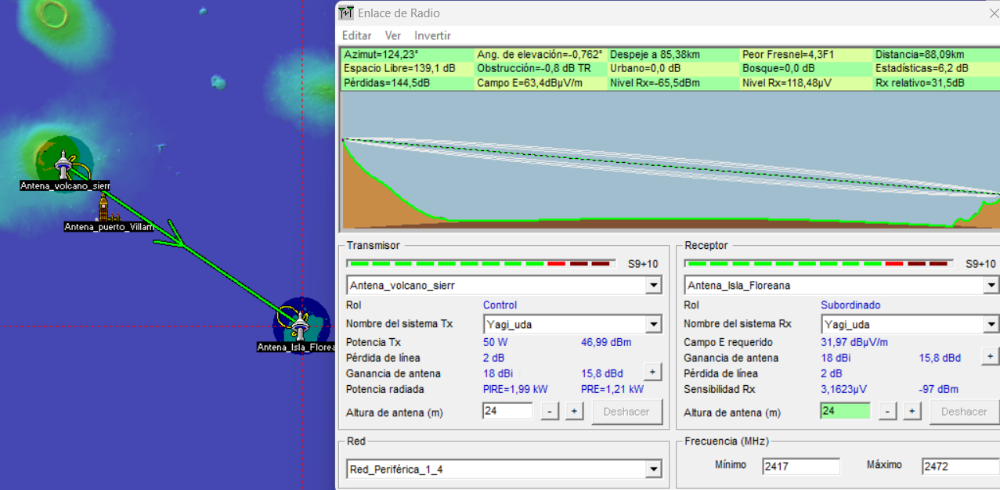 Enlace de Radio
Editar Ver Invertir
Azimut=124,23° Ang. de elevación=-0,762° Despeje a 85,38km Peor Fresnel=4,3F1 Distancia=88,09km
Espacio Libre=139,1 dB Obstrucción=-0,8 dB TR Urbano=0,0 dB Bosque=0,0 dB Estadísticas=6,2 dB
Pérdidas=144,5dB Campo E=63,4dBµV/m Nivel Rx=-65,5dBm Nivel Rx=118,48µV Rx relativo=31,5dB
Antena_volcano_sierr
Antena_puerto_Villam
Antena_Isla_Florea
Transmisor
S9+10
Antena_volcano_sierr
Rol Control
Nombre del sistema Tx Yagi_uda
Potencia Tx 50 W 46,99 dBm
Pérdida de línea 2 dB
Ganancia de antena 18 dBi 15,8 dBd +
Potencia radiada PIRE=1,99 kW PRE=1,21 kW
Altura de antena (m) 24 - + Deshacer
Receptor
S9+10
Antena_Isla_Floreana
Rol Subordinado
Nombre del sistema Rx Yagi_uda
Campo E requerido 31,97 dBµV/m
Ganancia de antena 18 dBi 15,8 dBd +
Pérdida de línea 2 dB
Sensibilidad Rx 3,1623µV -97 dBm
Altura de antena (m) 24 - + Deshacer
Red
Red_Periférica_1_4
Frecuencia (MHz)
Mínimo 2417 Máximo 2472